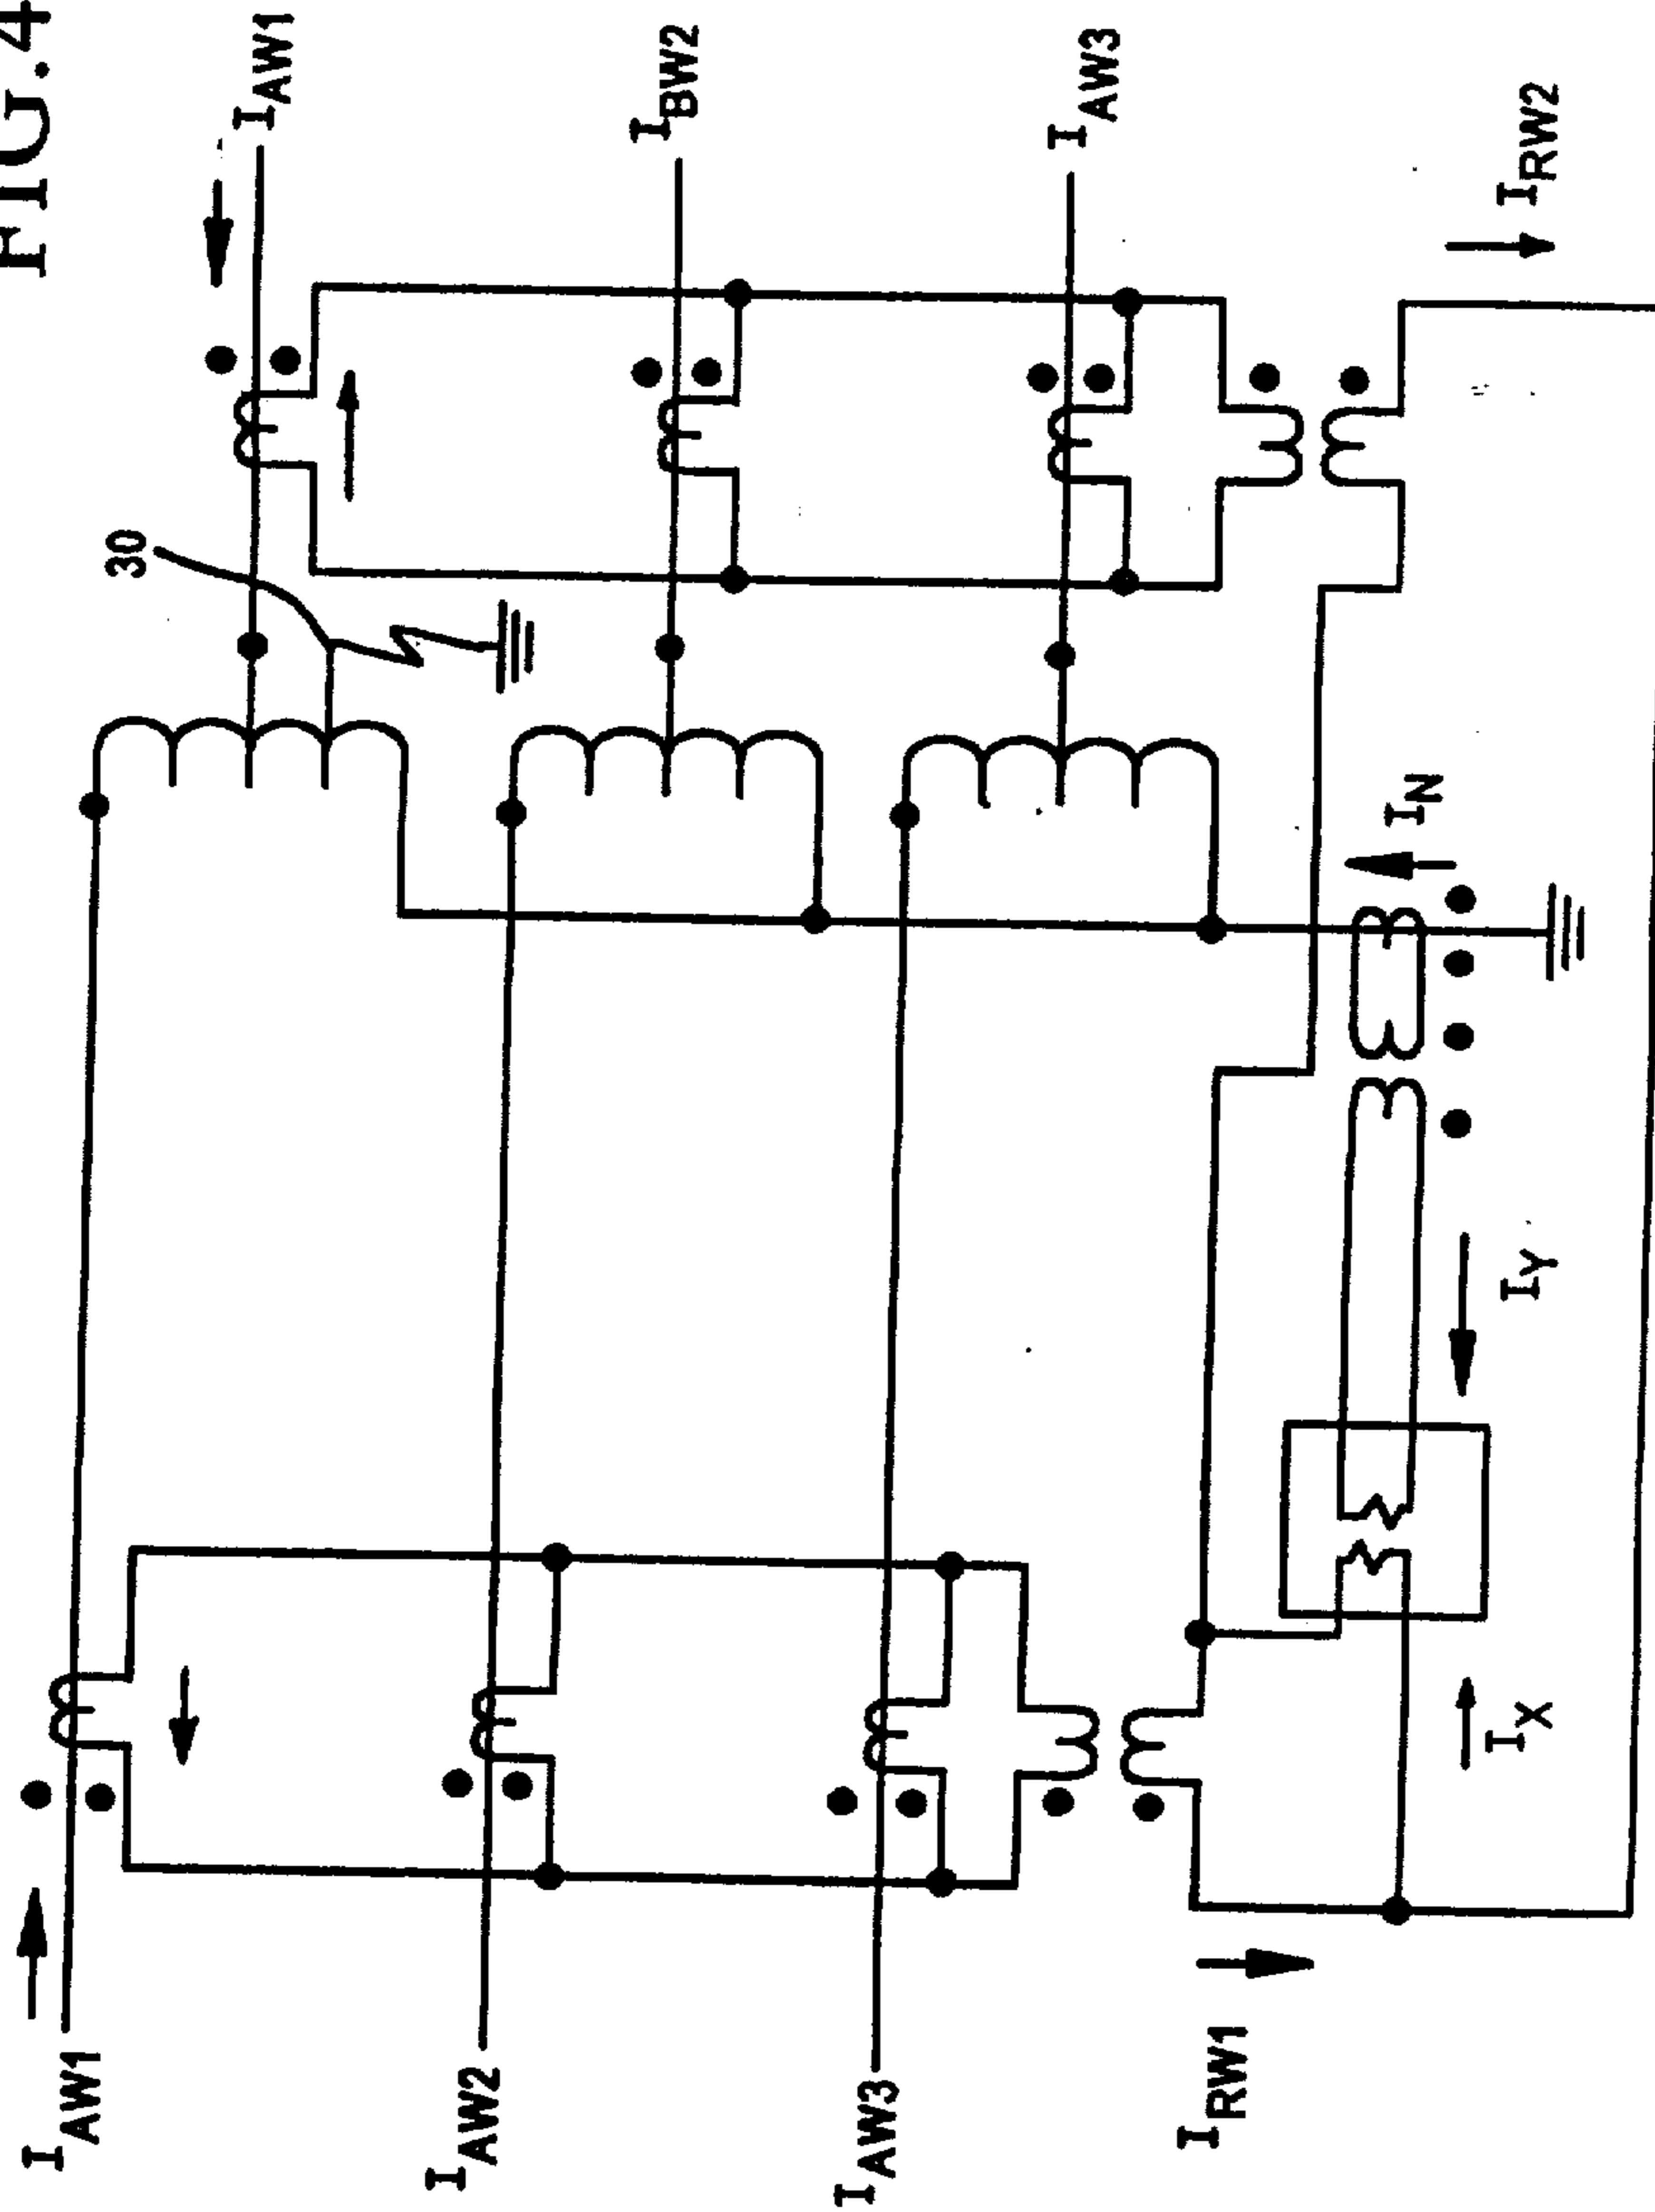 FIG.4
I_AW1
I_BW2
I_AW3
I_RW2
30
I_N
I_Y
I_X
I_AW1
I_AW2
I_AW3
I_RW1